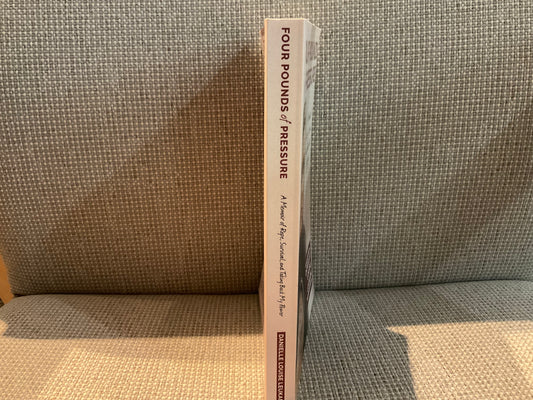 FOUR POUNDS of PRESSURE
A Memoir of Rape, Survival, and Taking Back My Power
DANIELLE LOUISE